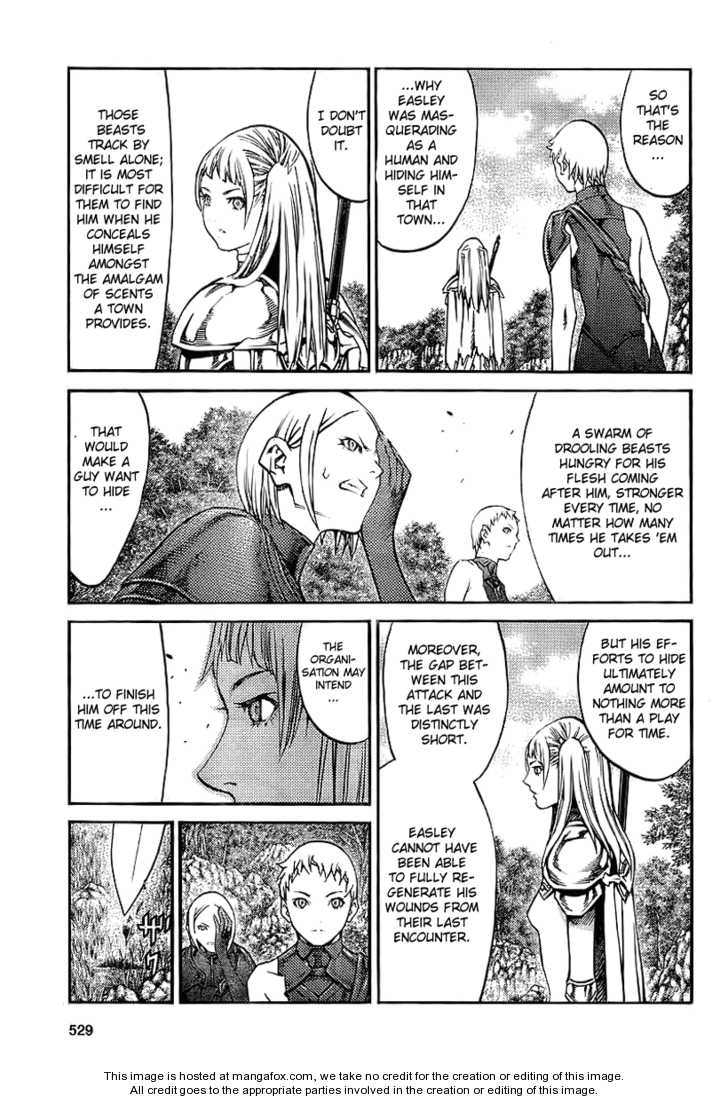 SO
THAT'S
THE
REASON
...
...WHY
EASLEY
WAS MAS-
QUERADING
AS A
HUMAN AND
HIDING HIM-
SELF IN
THAT
TOWN...
I DON'T
DOUBT
IT.
THOSE
BEASTS
TRACK BY
SMELL ALONE;
IT IS MOST
DIFFICULT FOR
THEM TO FIND
HIM WHEN HE
CONCEALS
HIMSELF
AMONGST
THE AMALGAM
OF SCENTS
A TOWN
PROVIDES.
A SWARM OF
DROOLING BEASTS
HUNGRY FOR HIS
FLESH COMING
AFTER HIM, STRONGER
EVERY TIME, NO
MATTER HOW MANY
TIMES HE TAKES 'EM
OUT...
THAT
WOULD
MAKE A
GUY WANT
TO HIDE
...
BUT HIS EF-
FORTS TO HIDE
ULTIMATELY
AMOUNT TO
NOTHING MORE
THAN A PLAY
FOR TIME.
MOREOVER,
THE GAP BET-
WEEN THIS
ATTACK AND
THE LAST WAS
DISTINCTLY
SHORT.
EASLEY
CANNOT HAVE
BEEN ABLE
TO FULLY RE-
GENERATE HIS
WOUNDS FROM
THEIR LAST
ENCOUNTER.
THE
ORGANI-
SATION MAY
INTEND
...
...TO FINISH
HIM OFF THIS
TIME AROUND.
ザク
529
This image is hosted at mangafox.com, we take no credit for the creation or editing of this image.
All credit goes to the appropriate parties involved in the creation or editing of this image.